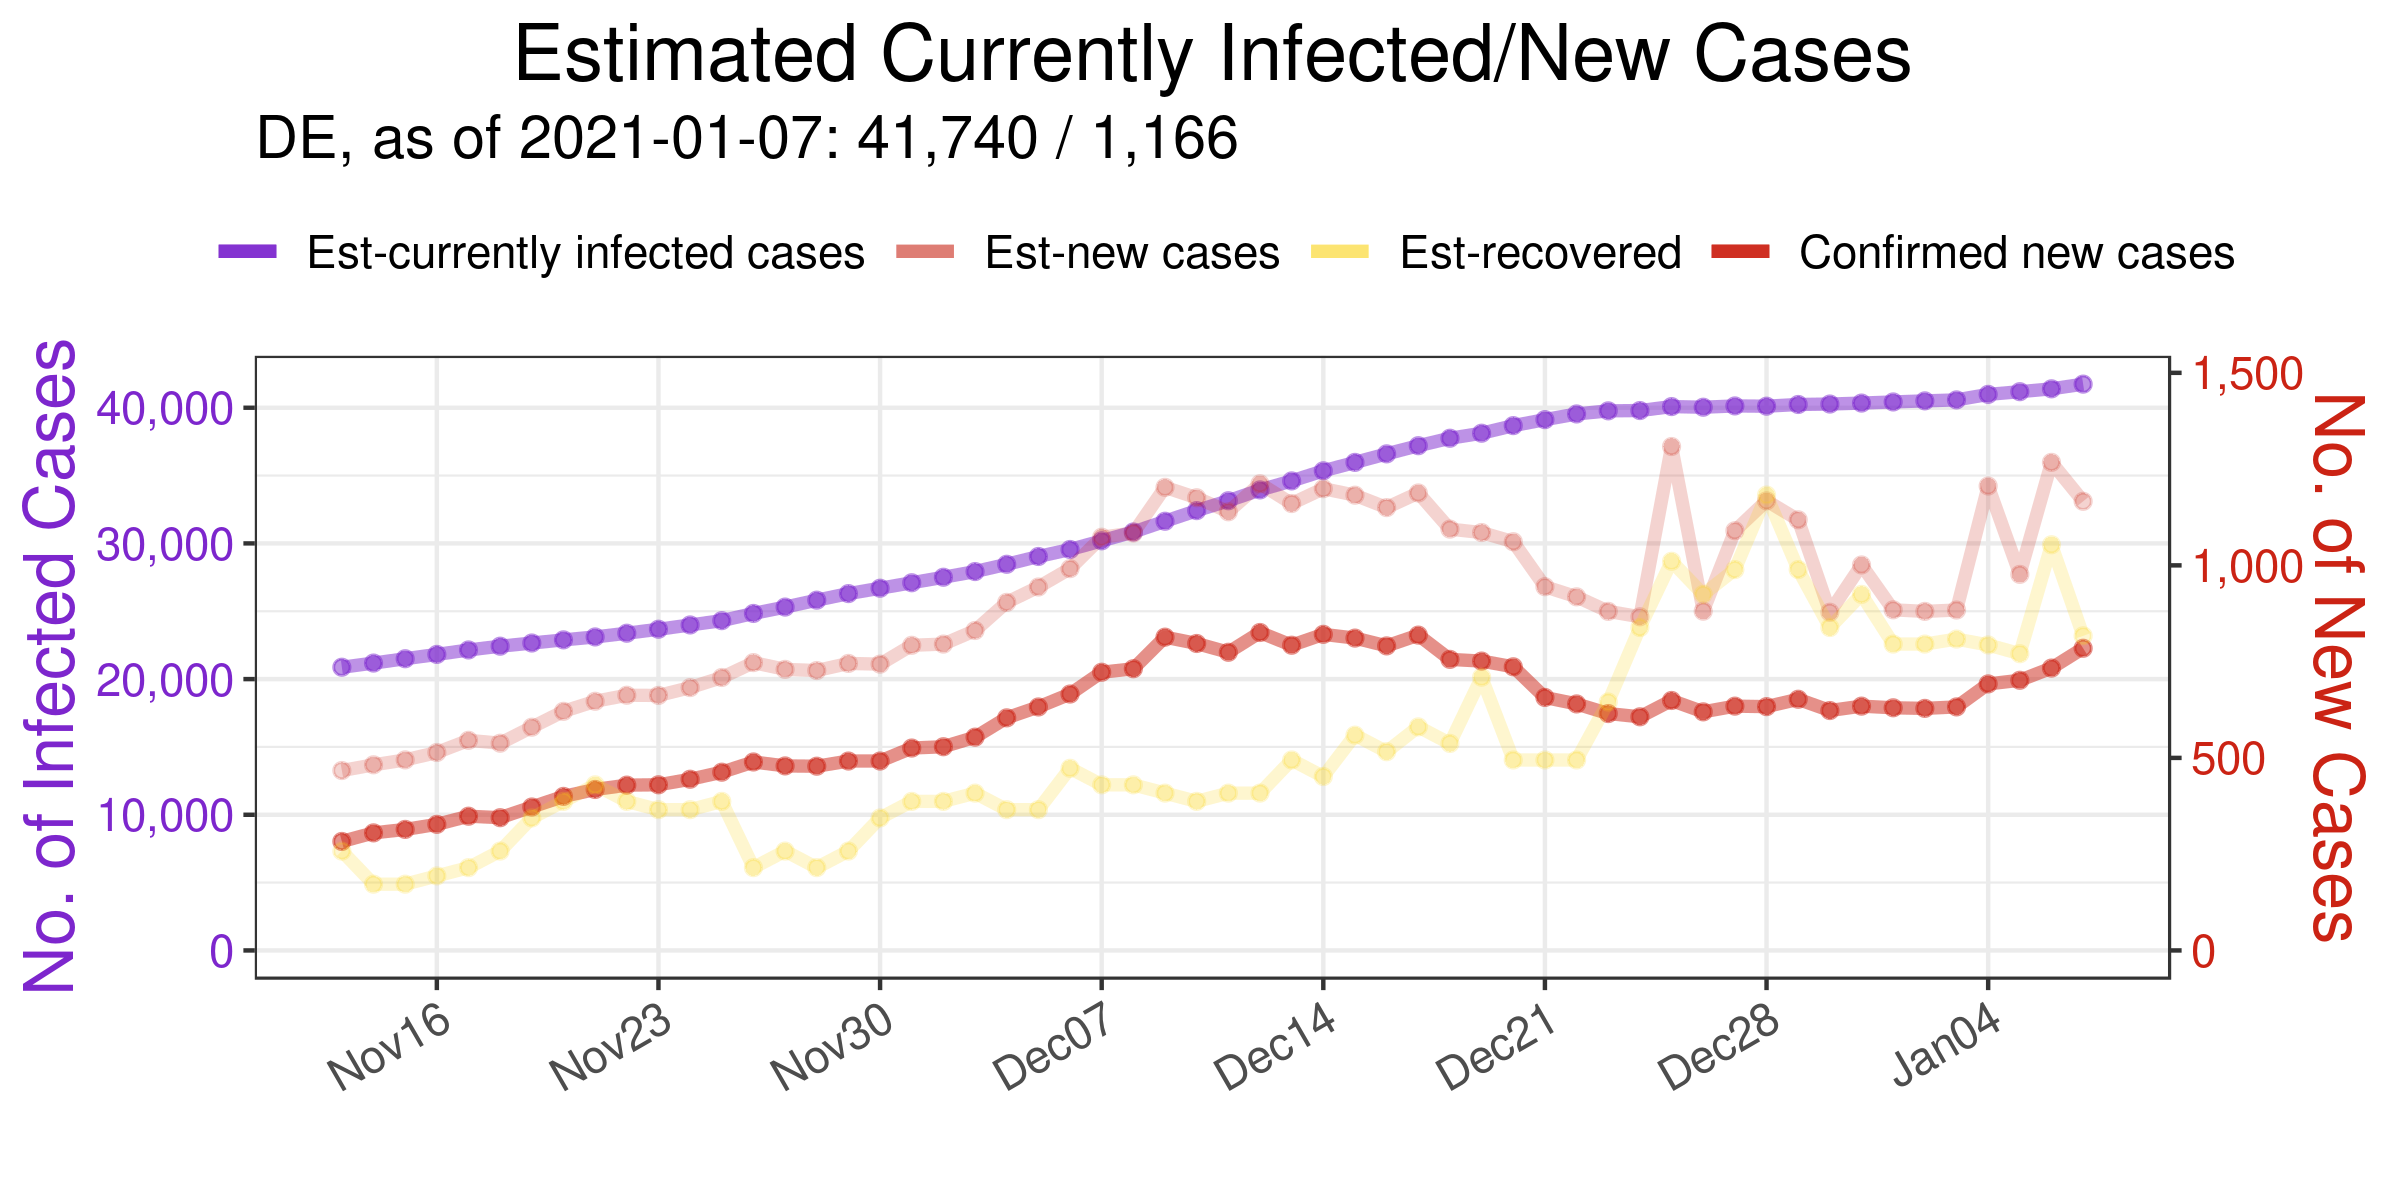 Estimated Currently Infected/New Cases
DE, as of 2021-01-07: 41,740 / 1,166
Est-currently infected cases Est-new cases Est-recovered Confirmed new cases
No. of Infected Cases
40,000
30,000
20,000
10,000
0
1,500
1,000
500
0
No. of New Cases
Nov16 Nov23 Nov30 Dec07 Dec14 Dec21 Dec28 Jan04